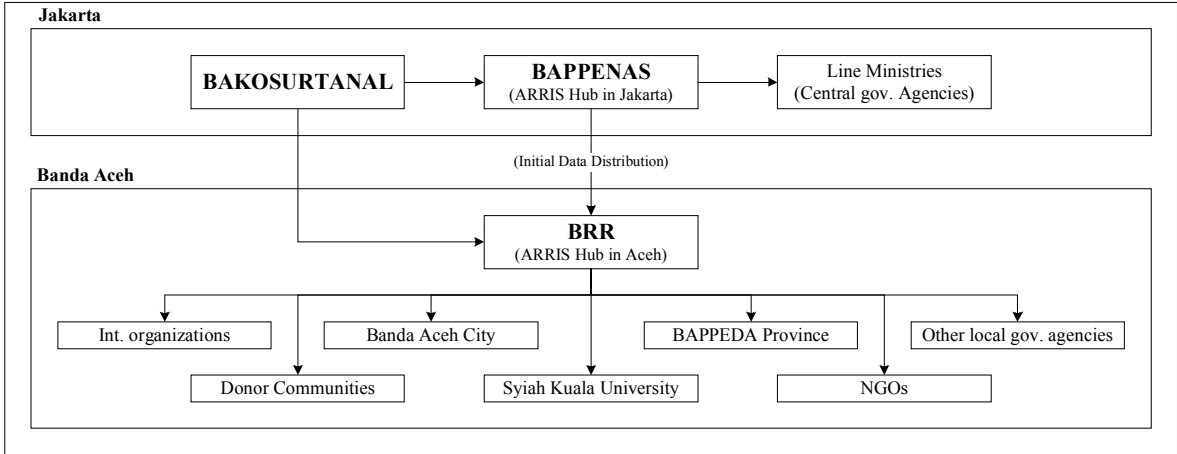 Jakarta
BAKOSURTANAL
BAPPENAS
(ARRIS Hub in Jakarta)
Line Ministries
(Central gov. Agencies)
(Initial Data Distribution)
Banda Aceh
BRR
(ARRIS Hub in Aceh)
Int. organizations
Banda Aceh City
BAPPEDA Province
Other local gov. agencies
Donor Communities
Syiah Kuala University
NGOs